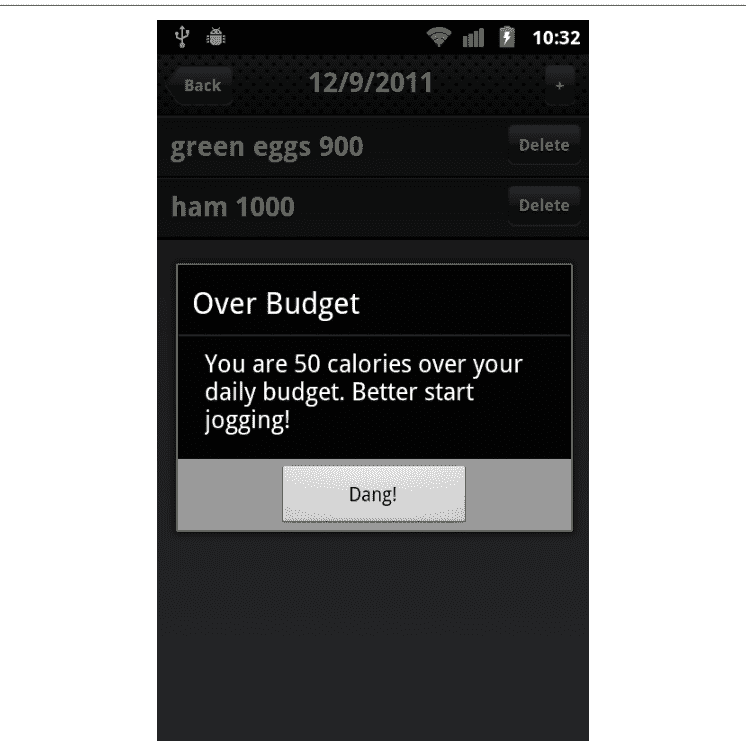 10:32
Back 12/9/2011 +
green eggs 900 Delete
ham 1000 Delete
Over Budget
You are 50 calories over your
daily budget. Better start
jogging!
Dang!